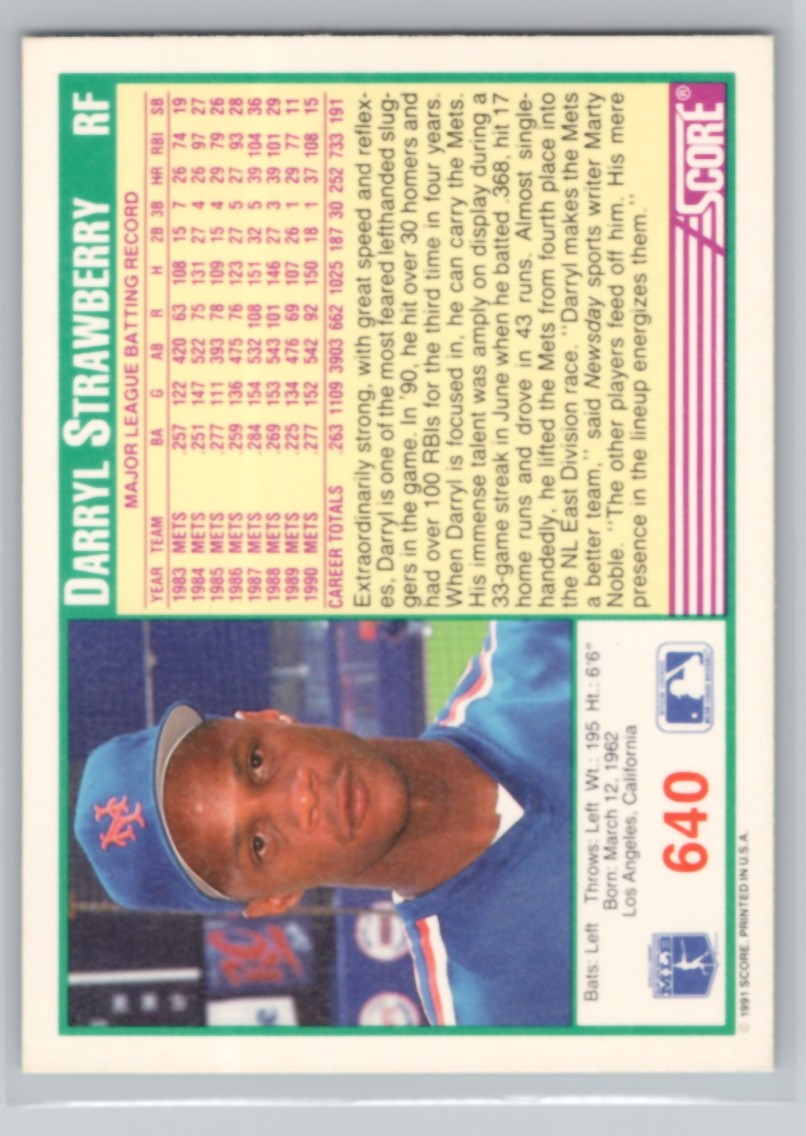 DARRYL STRAWBERRY RF
MAJOR LEAGUE BATTING RECORD
YEAR TEAM BA G AB R H 2B 3B HR RBI SB
1983 METS .257 122 420 63 108 15 7 26 74 19
1984 METS .251 147 522 75 131 27 4 26 97 27
1985 METS .277 111 393 78 109 15 4 29 79 26
1986 METS .259 136 475 76 123 27 5 27 93 28
1987 METS .284 154 532 108 151 32 5 39 104 36
1988 METS .269 153 543 101 146 27 3 39 101 29
1989 METS .225 134 476 69 107 26 1 29 77 11
1990 METS .277 152 542 92 150 18 1 37 108 15
CAREER TOTALS .263 1109 3903 662 1025 187 30 252 733 191
Extraordinarily strong, with great speed and reflex-
es, Darryl is one of the most feared lefthanded slug-
gers in the game. In '90, he hit over 30 homers and
had over 100 RBIs for the third time in four years.
When Darryl is focused in, he can carry the Mets.
His immense talent was amply on display during a
33-game streak in June when he batted .368, hit 17
home runs and drove in 43 runs. Almost single-
handedly, he lifted the Mets from fourth place into
the NL East Division race. "Darryl makes the Mets
a better team," said Newsday sports writer Marty
Noble. "The other players feed off him. His mere
presence in the lineup energizes them."
SCORE®
Bats: Left Throws: Left Wt.: 195 Ht.: 6'6"
Born: March 12, 1962
Los Angeles, California
640
© 1991 SCORE, PRINTED IN U.S.A.